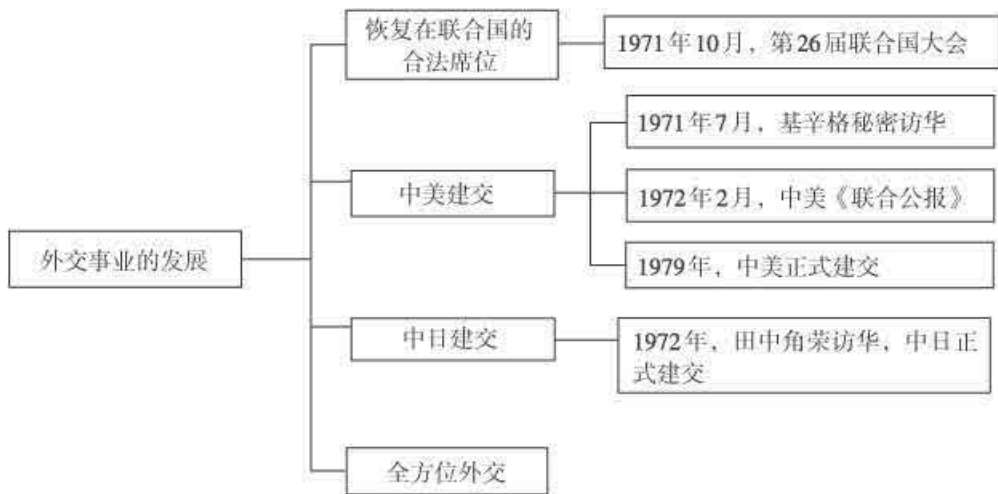 外交事业的发展
恢复在联合国的
合法席位
1971年10月，第26届联合国大会
中美建交
1971年7月，基辛格秘密访华
1972年2月，中美《联合公报》
1979年，中美正式建交
中日建交
1972年，田中角荣访华，中日正
式建交
全方位外交